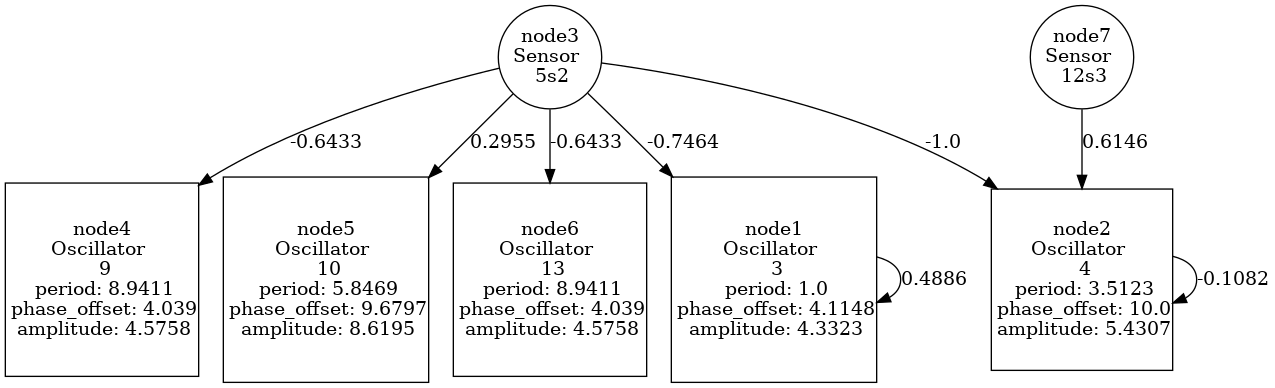 node3
Sensor
5s2
node7
Sensor
12s3
-0.6433
0.2955
-0.6433
-0.7464
-1.0
0.6146
node4
Oscillator
9
period: 8.9411
phase_offset: 4.039
amplitude: 4.5758
node5
Oscillator
10
period: 5.8469
phase_offset: 9.6797
amplitude: 8.6195
node6
Oscillator
13
period: 8.9411
phase_offset: 4.039
amplitude: 4.5758
node1
Oscillator
3
period: 1.0
phase_offset: 4.1148
amplitude: 4.3323
0.4886
node2
Oscillator
4
period: 3.5123
phase_offset: 10.0
amplitude: 5.4307
-0.1082